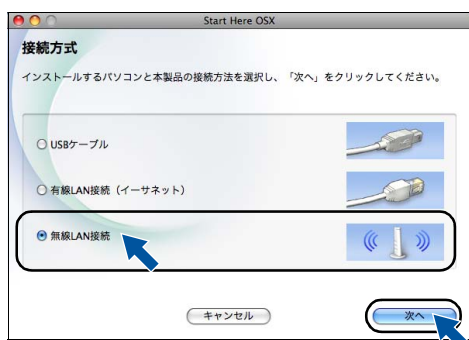 Start Here OSX
接続方式
インストールするパソコンと本製品の接続方法を選択し、「次へ」をクリックしてください。
USBケーブル
有線LAN接続（イーサネット）
無線LAN接続
キャンセル
次へ